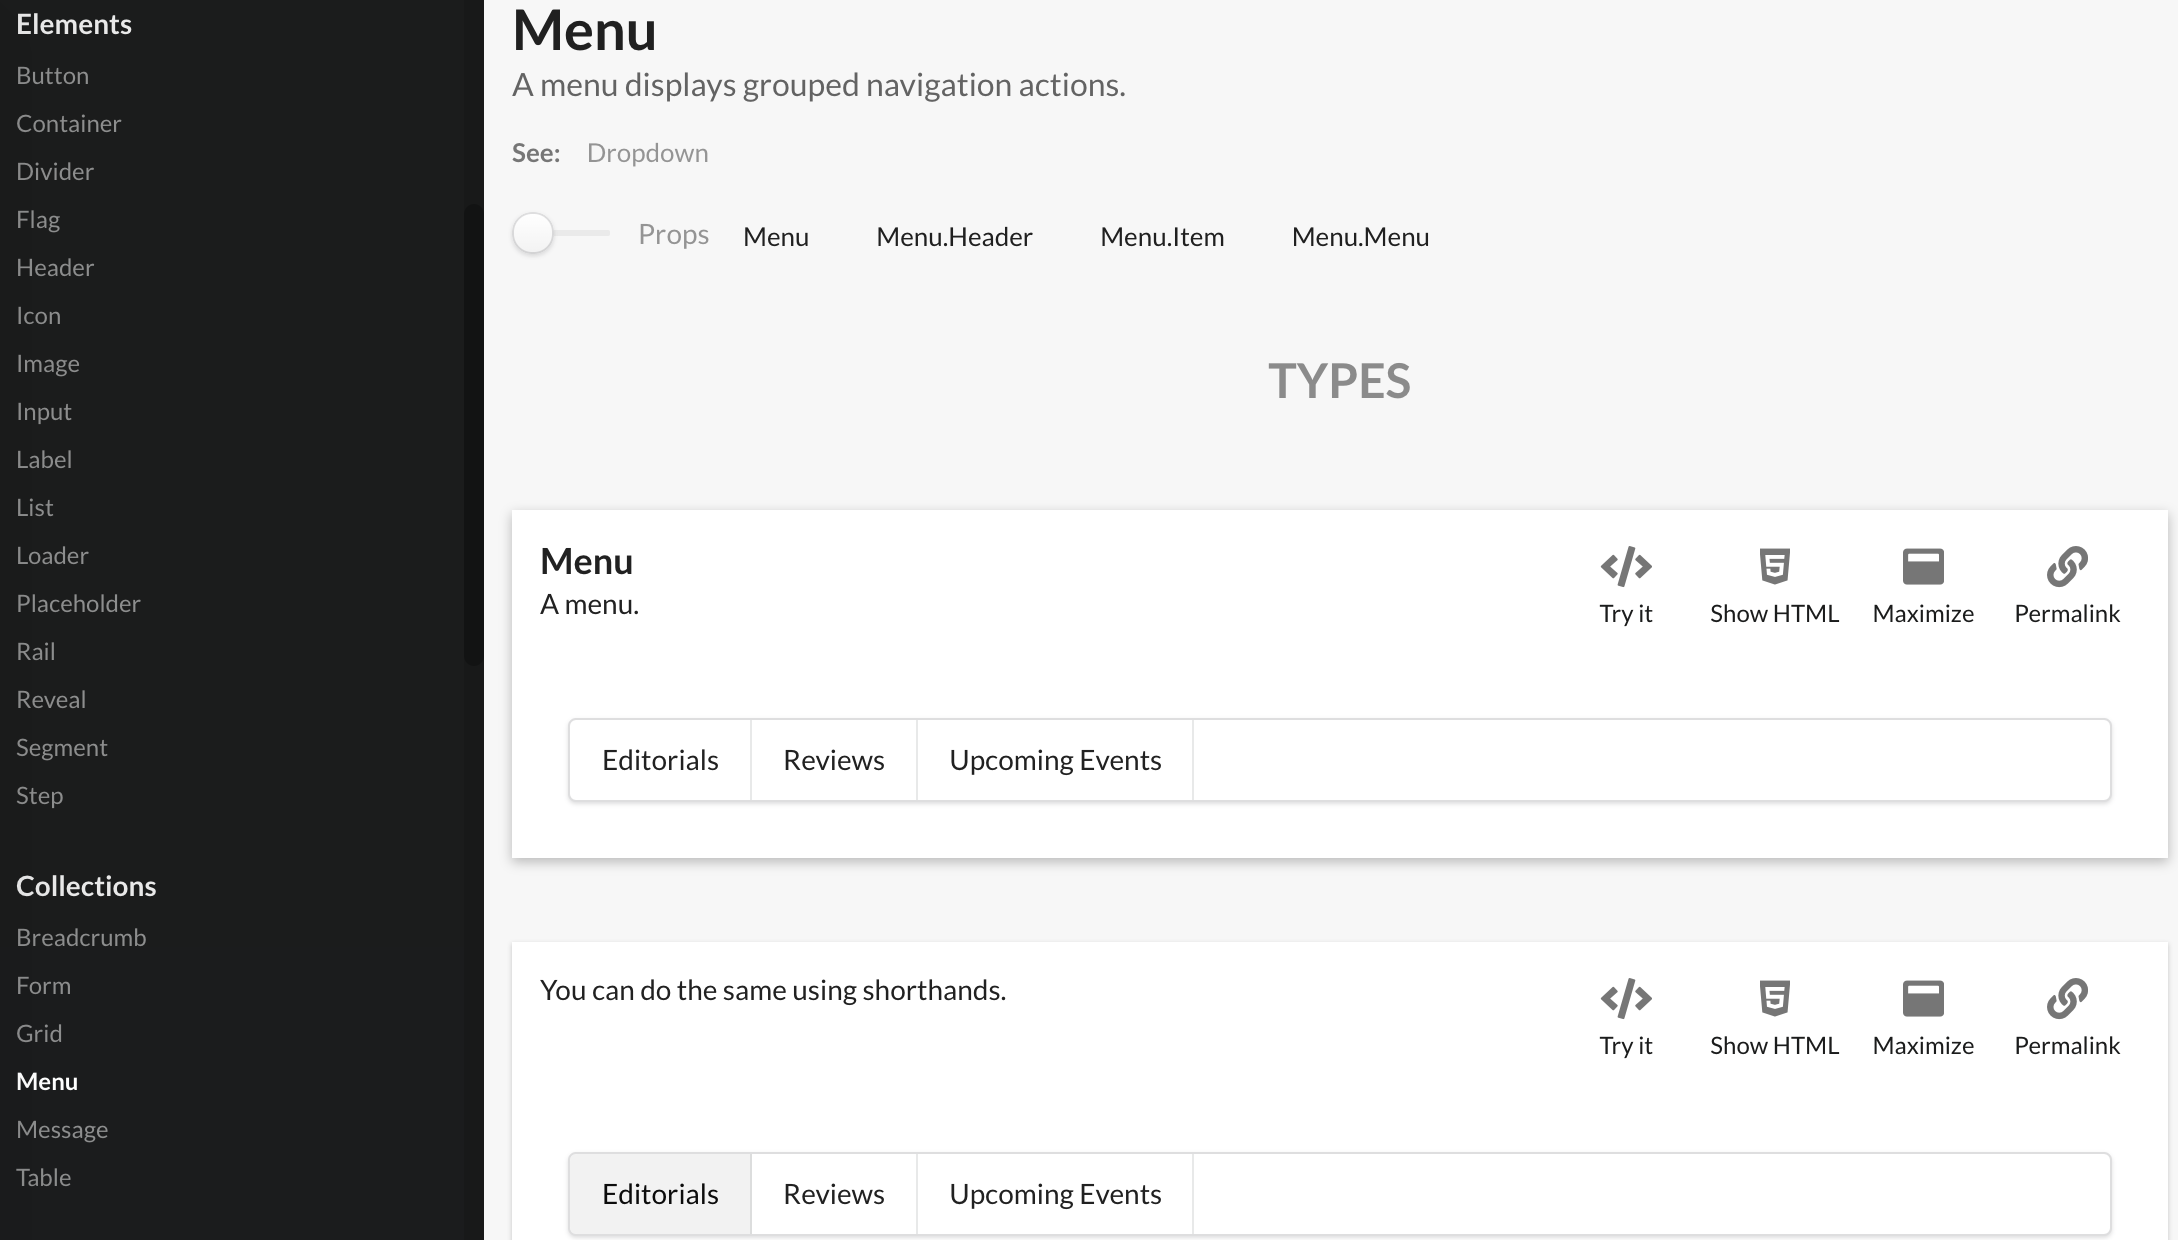 Elements
Button
Container
Divider
Flag
Header
Icon
Image
Input
Label
List
Loader
Placeholder
Rail
Reveal
Segment
Step
Collections
Breadcrumb
Form
Grid
Menu
Message
Table
Menu
A menu displays grouped navigation actions.
See: Dropdown
Props Menu Menu.Header Menu.Item Menu.Menu
TYPES
Menu
A menu.
Try it Show HTML Maximize Permalink
Editorials Reviews Upcoming Events
You can do the same using shorthands.
Try it Show HTML Maximize Permalink
Editorials Reviews Upcoming Events